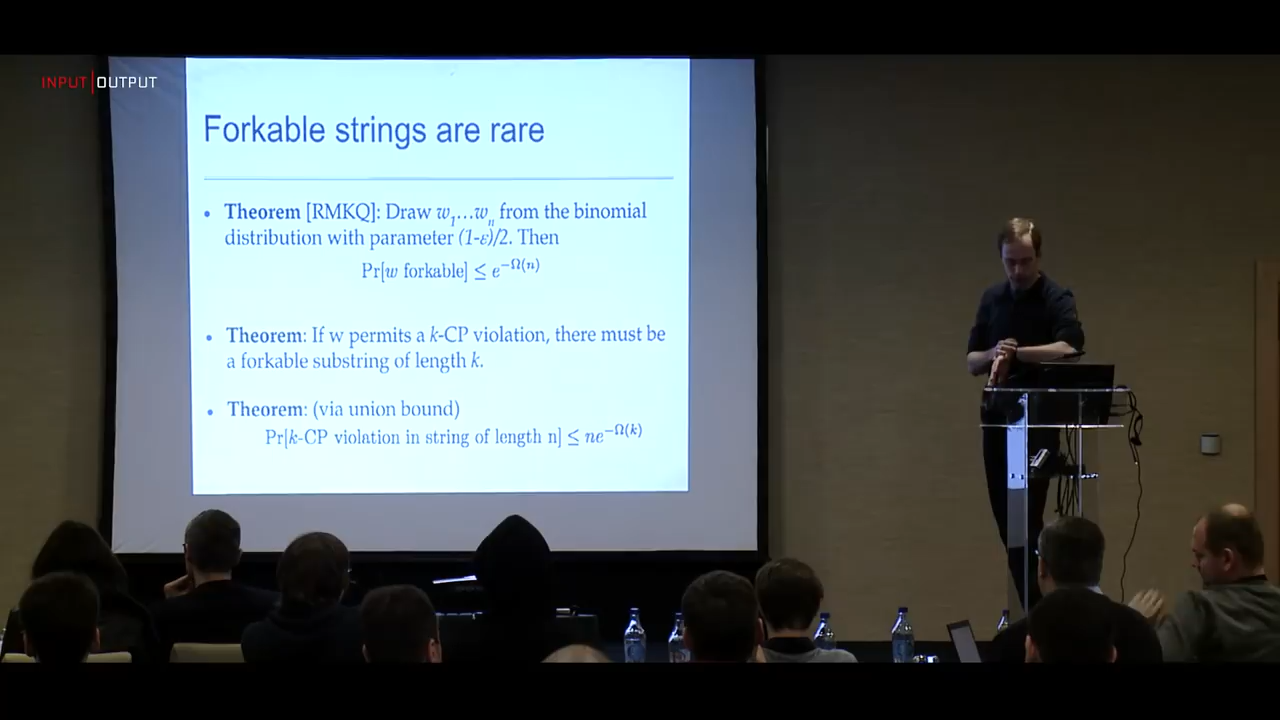 INPUT|OUTPUT
Forkable strings are rare
• Theorem [RMKQ]: Draw w₁…wₙ from the binomial
distribution with parameter (1-ε)/2. Then
Pr[w forkable] ≤ e^{-Ω(n)}
• Theorem: If w permits a k-CP violation, there must be
a forkable substring of length k.
• Theorem: (via union bound)
Pr[k-CP violation in string of length n] ≤ ne^{-Ω(k)}